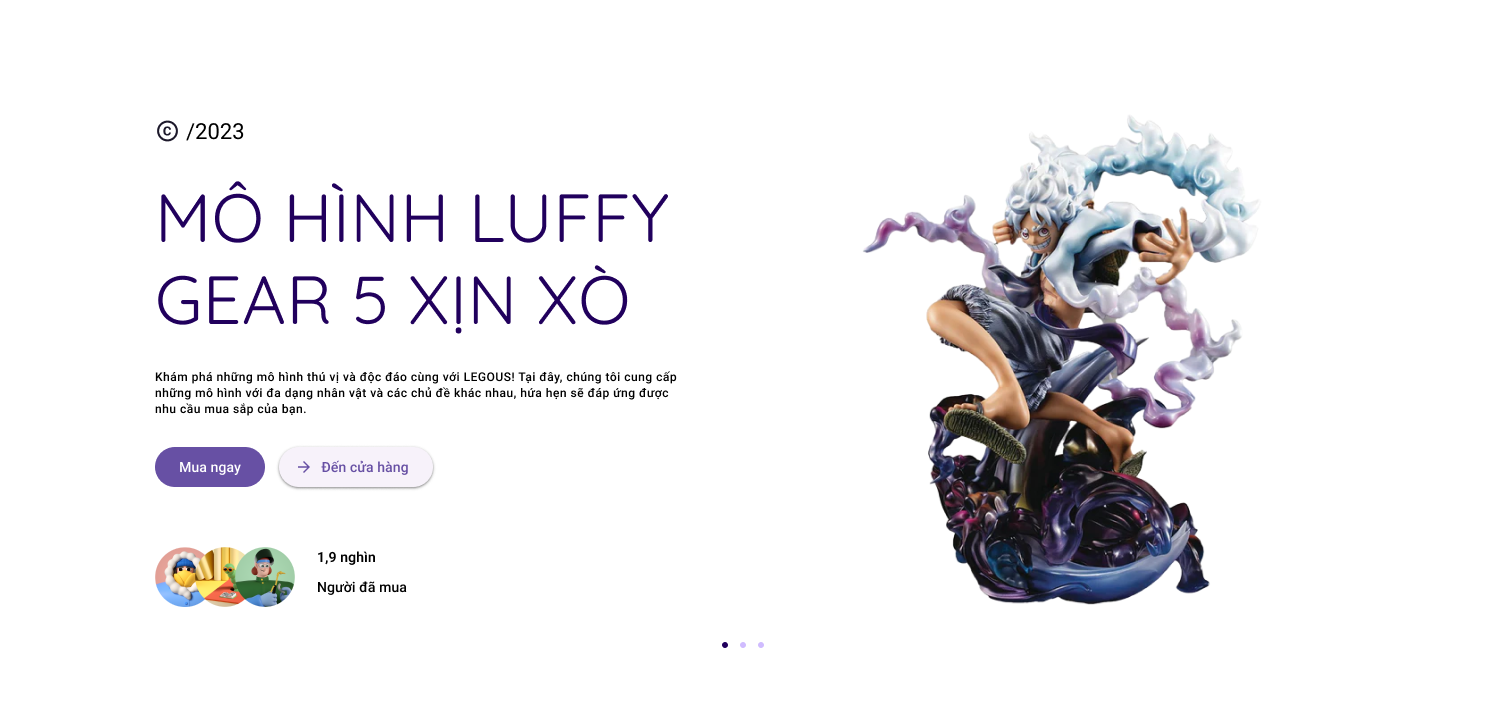 © /2023
MÔ HÌNH LUFFY
GEAR 5 XỊN XÒ
Khám phá những mô hình thú vị và độc đáo cùng với LEGOUS! Tại đây, chúng tôi cung cấp
những mô hình với đa dạng nhân vật và các chủ đề khác nhau, hứa hẹn sẽ đáp ứng được
nhu cầu mua sắp của bạn.
Mua ngay
Đến cửa hàng
1,9 nghìn
Người đã mua